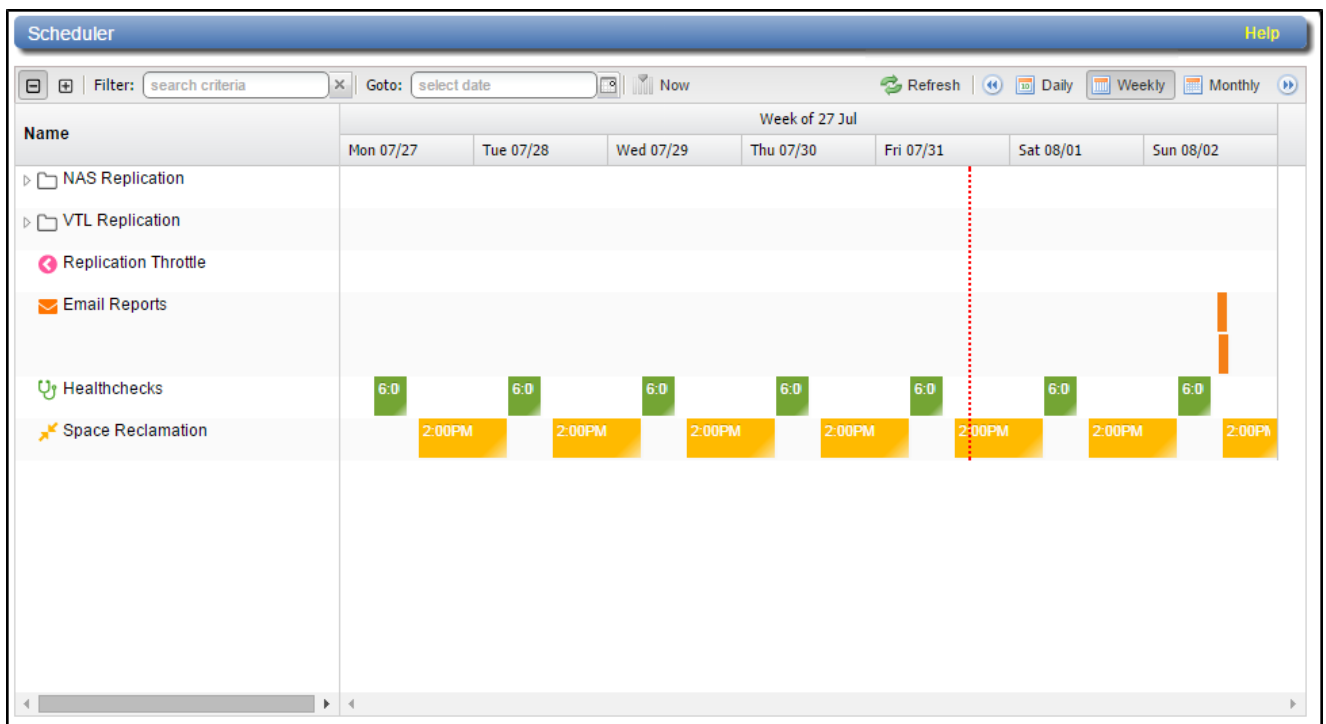 Scheduler Help
Filter: search criteria Goto: select date Now Refresh Daily Weekly Monthly
Name
Week of 27 Jul
Mon 07/27 Tue 07/28 Wed 07/29 Thu 07/30 Fri 07/31 Sat 08/01 Sun 08/02
NAS Replication
VTL Replication
Replication Throttle
Email Reports
Healthchecks 6:0 6:0 6:0 6:0 6:0 6:0 6:0
Space Reclamation 2:00PM 2:00PM 2:00PM 2:00PM 2:00PM 2:00PM 2:00P